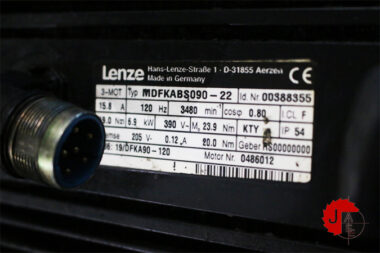 Lenze
Hans-Lenze-Straße 1 · D-31855 Aerzen
Made in Germany
CE
3~MOT Typ MDFKABS090-22 Id. Nr 00388355
15.8 A 120 Hz 3480 min⁻¹ cosφ 0.80 I.CL F
6.9 kW 390 V~ 23.9 Nm KTY IP 54
205 V 0.12 A 20.0 Nm Geber RS00000000
19/DFKA90-120 Motor Nr. 0486012